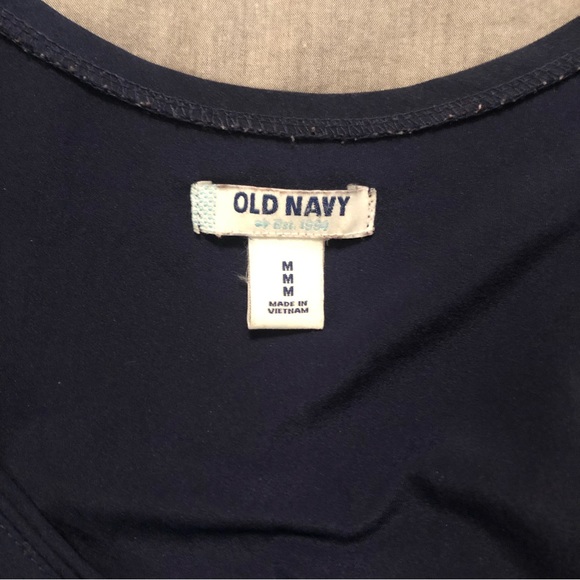 OLD NAVY
Est. 1994
M
M
M
MADE IN
VIETNAM